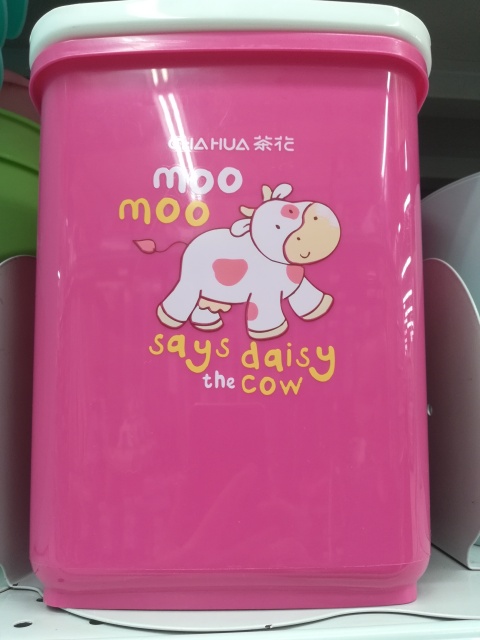 CHAHUA 茶花
moo
moo
says daisy
the cow